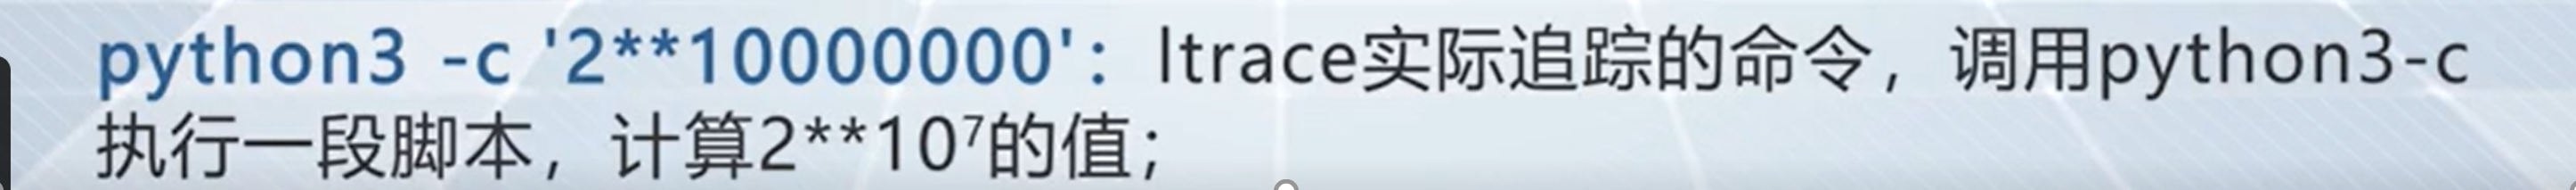 python3 -c '2**10000000'：ltrace实际追踪的命令，调用python3-c
执行一段脚本，计算2**10⁷的值；